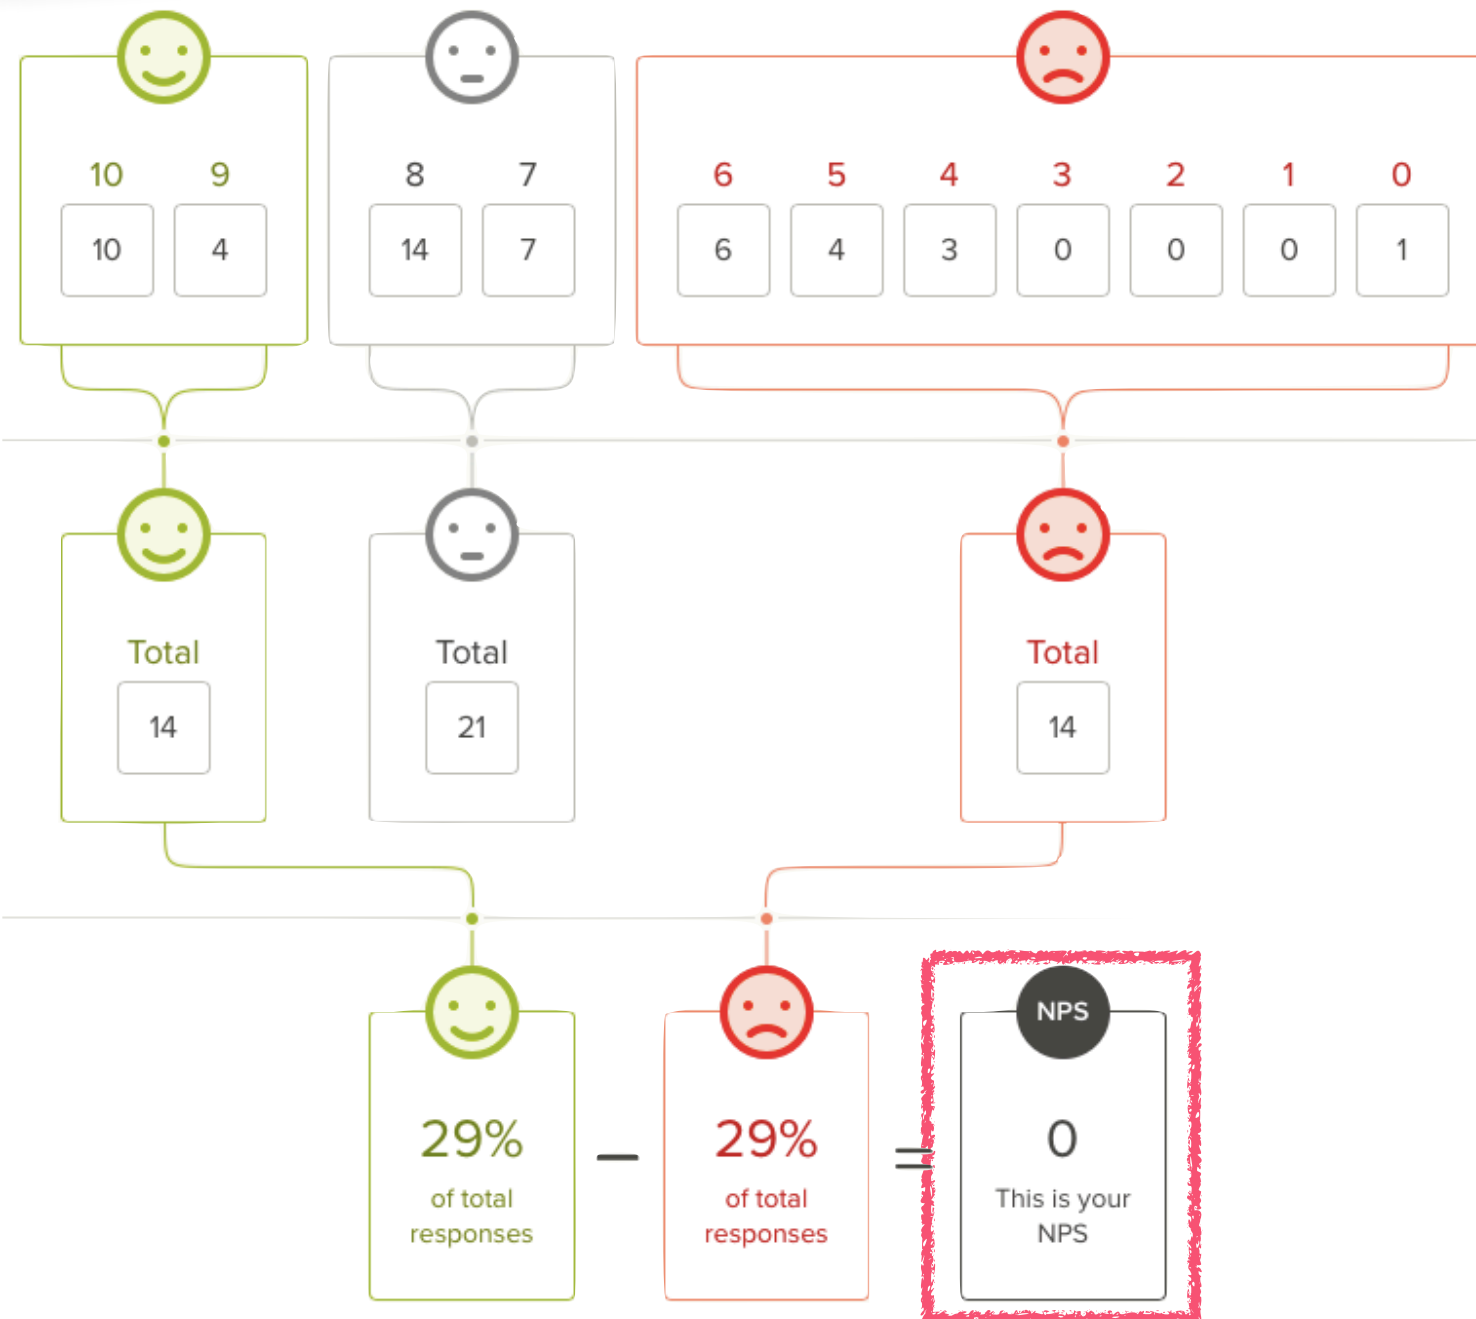 10 9 8 7 6 5 4 3 2 1 0
10 4 14 7 6 4 3 0 0 0 1
Total Total Total
14 21 14
NPS
29% − 29% = 0
of total of total This is your
responses responses NPS